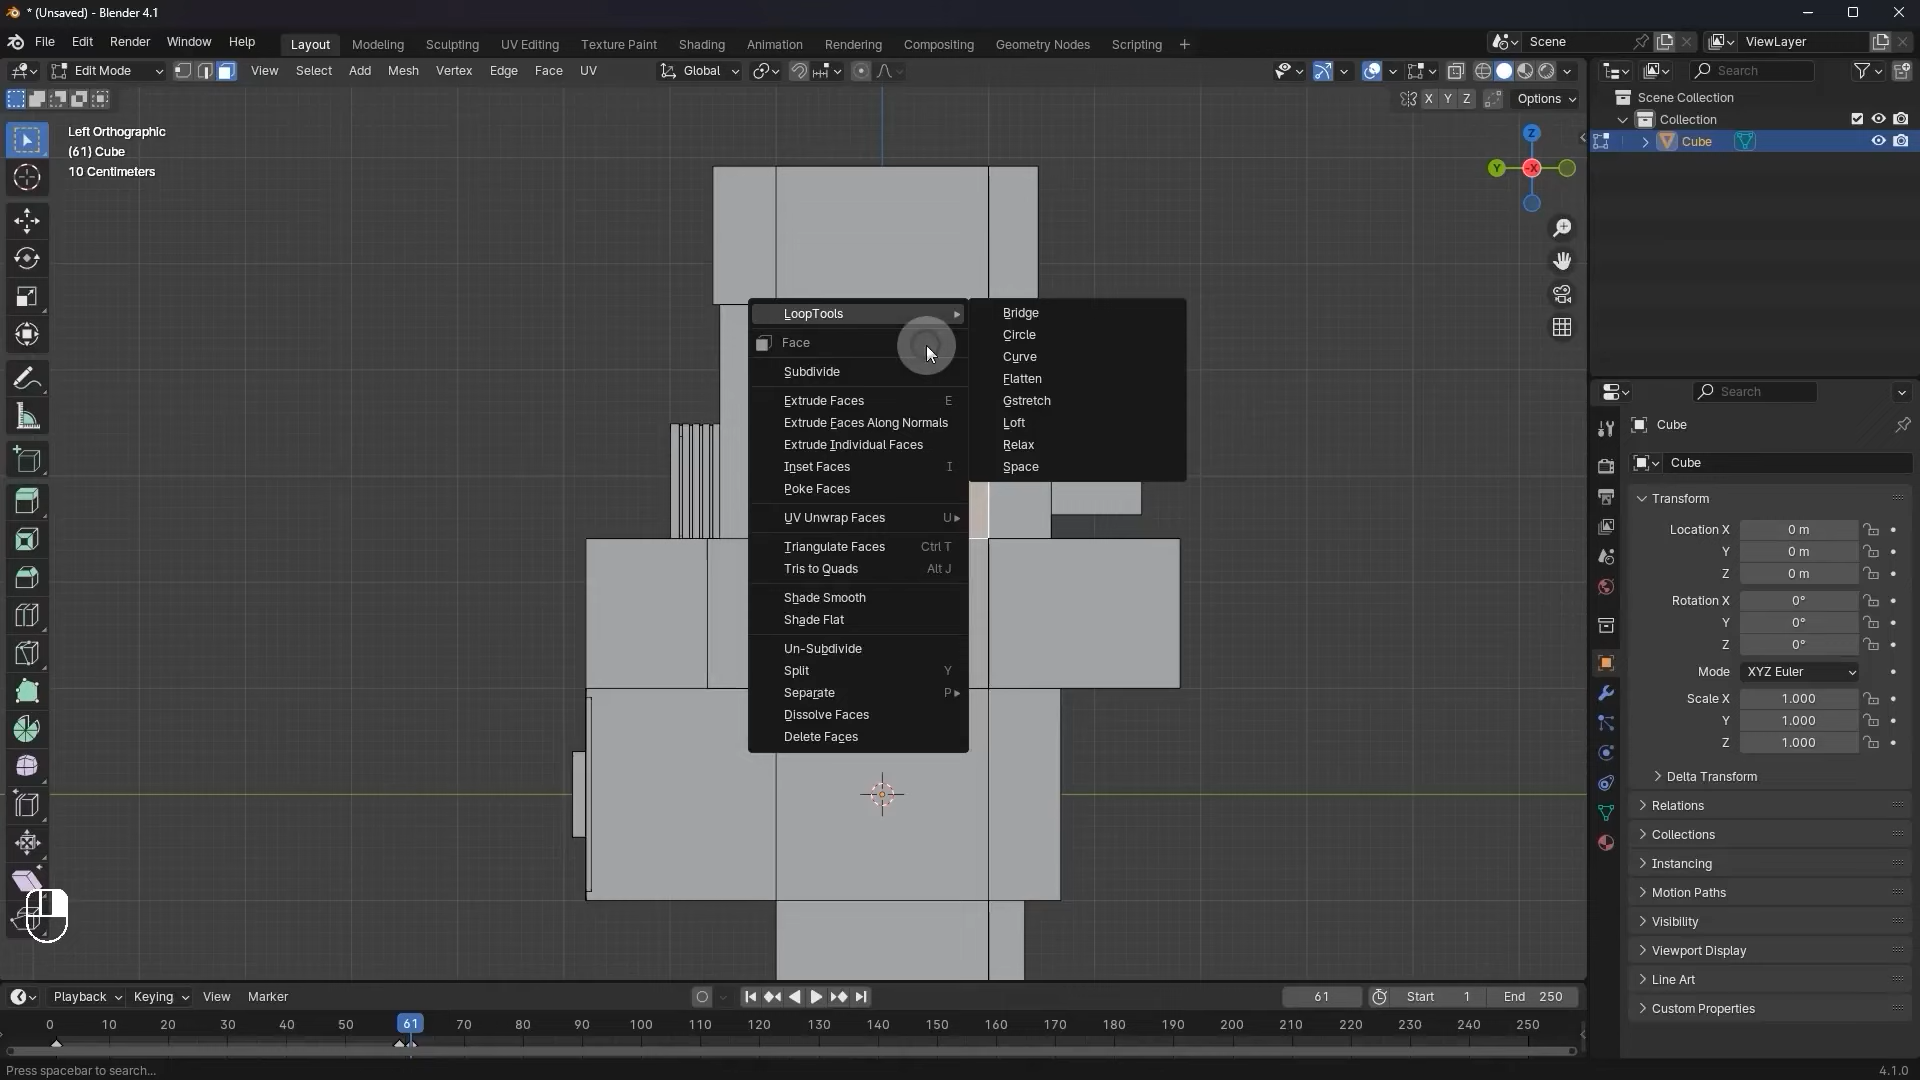 * (Unsaved) - Blender 4.1
File Edit Render Window Help Layout Modeling Sculpting UV Editing Texture Paint Shading Animation Rendering Compositing Geometry Nodes Scripting + Scene ViewLayer
Edit Mode View Select Add Mesh Vertex Edge Face UV Global Search
X Y Z Options
Scene Collection
Collection
Cube
Left Orthographic
(61) Cube
10 Centimeters
Z
Y
-X
LoopTools
Face
Subdivide
Extrude Faces E
Extrude Faces Along Normals
Extrude Individual Faces
Inset Faces I
Poke Faces
UV Unwrap Faces U
Triangulate Faces Ctrl T
Tris to Quads Alt J
Shade Smooth
Shade Flat
Un-Subdivide
Split Y
Separate P
Dissolve Faces
Delete Faces
Bridge
Circle
Curve
Flatten
Gstretch
Loft
Relax
Space
Search
Cube
Cube
Transform
Location X 0 m
Y 0 m
Z 0 m
Rotation X 0°
Y 0°
Z 0°
Mode XYZ Euler
Scale X 1.000
Y 1.000
Z 1.000
Delta Transform
Relations
Collections
Instancing
Motion Paths
Visibility
Viewport Display
Line Art
Custom Properties
Playback Keying View Marker 61 Start 1 End 250
0 10 20 30 40 50 61 70 80 90 100 110 120 130 140 150 160 170 180 190 200 210 220 230 240 250
Press spacebar to search... 4.1.0